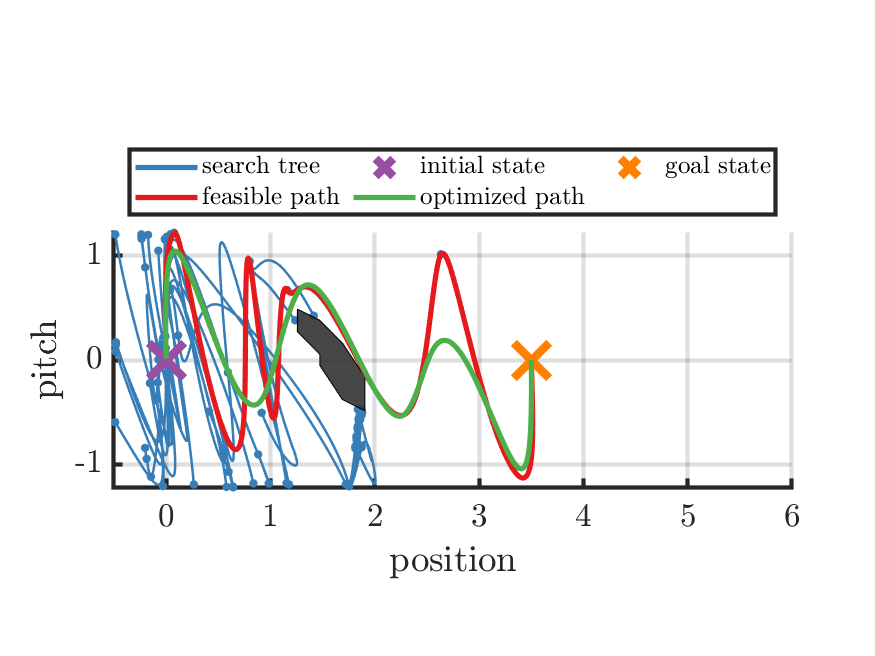 search tree initial state goal state
feasible path optimized path
1
0
-1
pitch
0 1 2 3 4 5 6
position